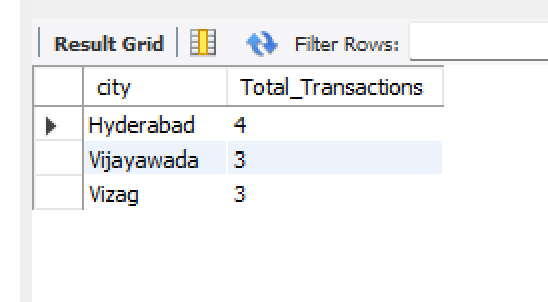 Result Grid Filter Rows:
city Total_Transactions
Hyderabad 4
Vijayawada 3
Vizag 3